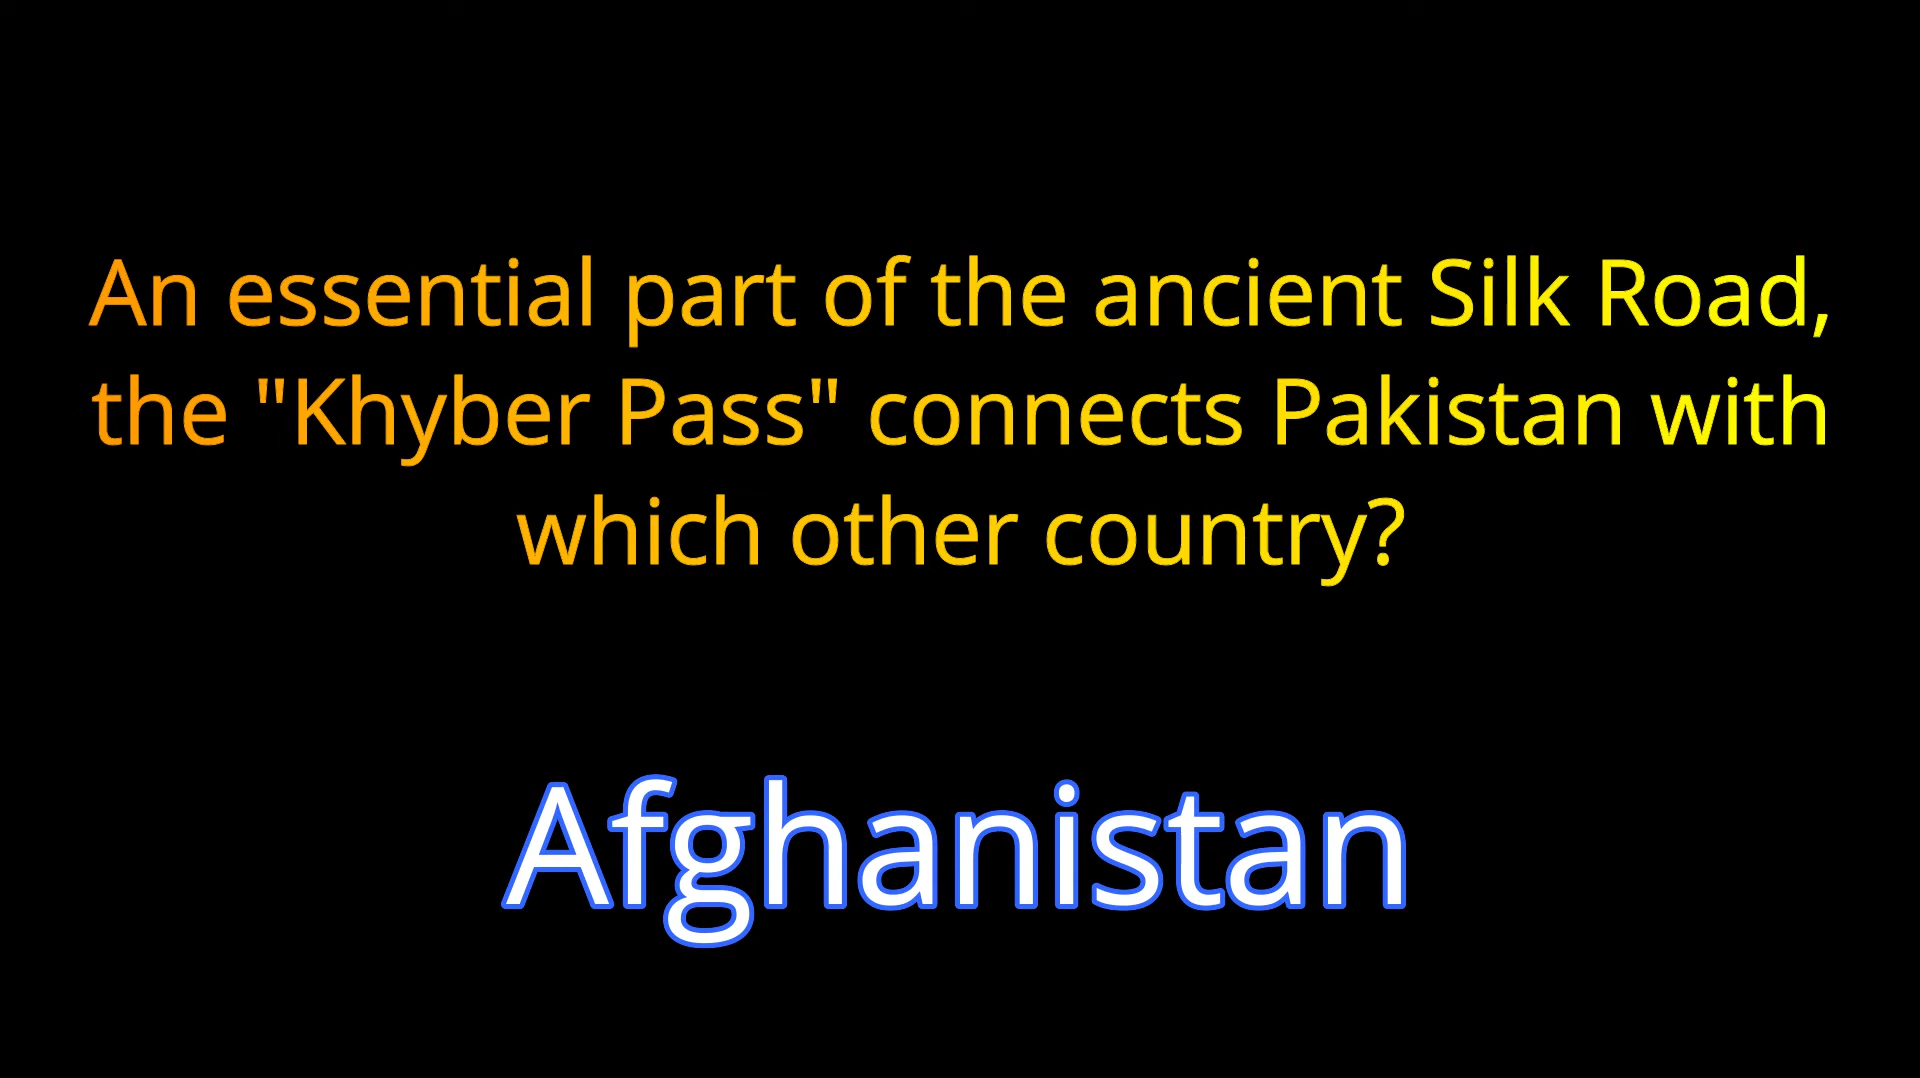 An essential part of the ancient Silk Road,
the "Khyber Pass" connects Pakistan with
which other country?
Afghanistan